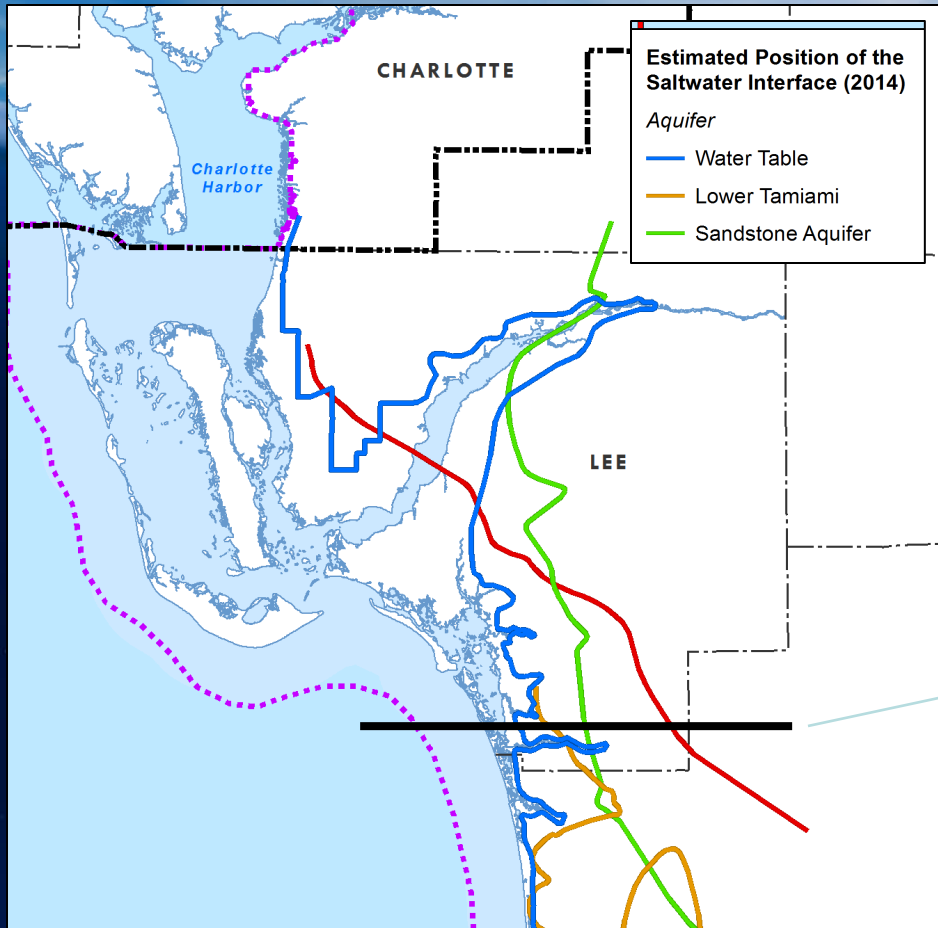 CHARLOTTE
Estimated Position of the
Saltwater Interface (2014)
Aquifer
Water Table
Lower Tamiami
Sandstone Aquifer
Charlotte
Harbor
LEE